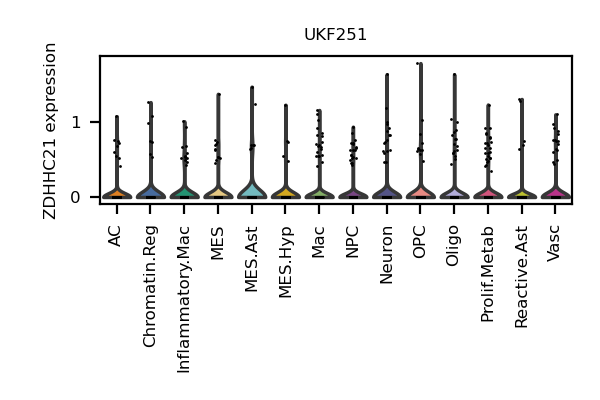 UKF251
ZDHHC21 expression
1
0
AC
Chromatin.Reg
Inflammatory.Mac
MES
MES.Ast
MES.Hyp
Mac
NPC
Neuron
OPC
Oligo
Prolif.Metab
Reactive.Ast
Vasc